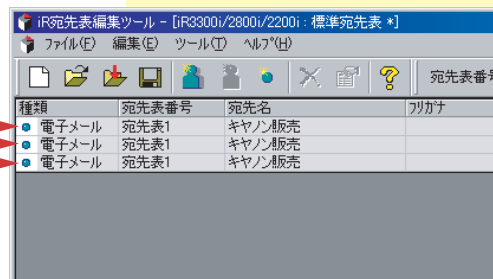 iR宛先表編集ツール - [iR3300i/2800i/2200i : 標準宛先表 *]
ファイル(F) 編集(E) ツール(T) ヘルプ(H)
宛先表番号
種類 宛先表番号 宛先名 フリガナ
電子メール 宛先表1 キヤノン販売
電子メール 宛先表1 キヤノン販売
電子メール 宛先表1 キヤノン販売